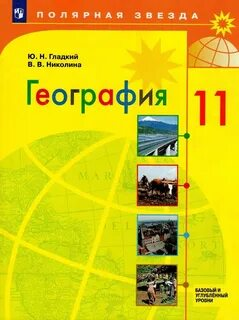 ПОЛЯРНАЯ ЗВЕЗДА
Ю. Н. Гладкий
В. В. Николина
География
11
БАЗОВЫЙ И
УГЛУБЛЁННЫЙ
УРОВНИ